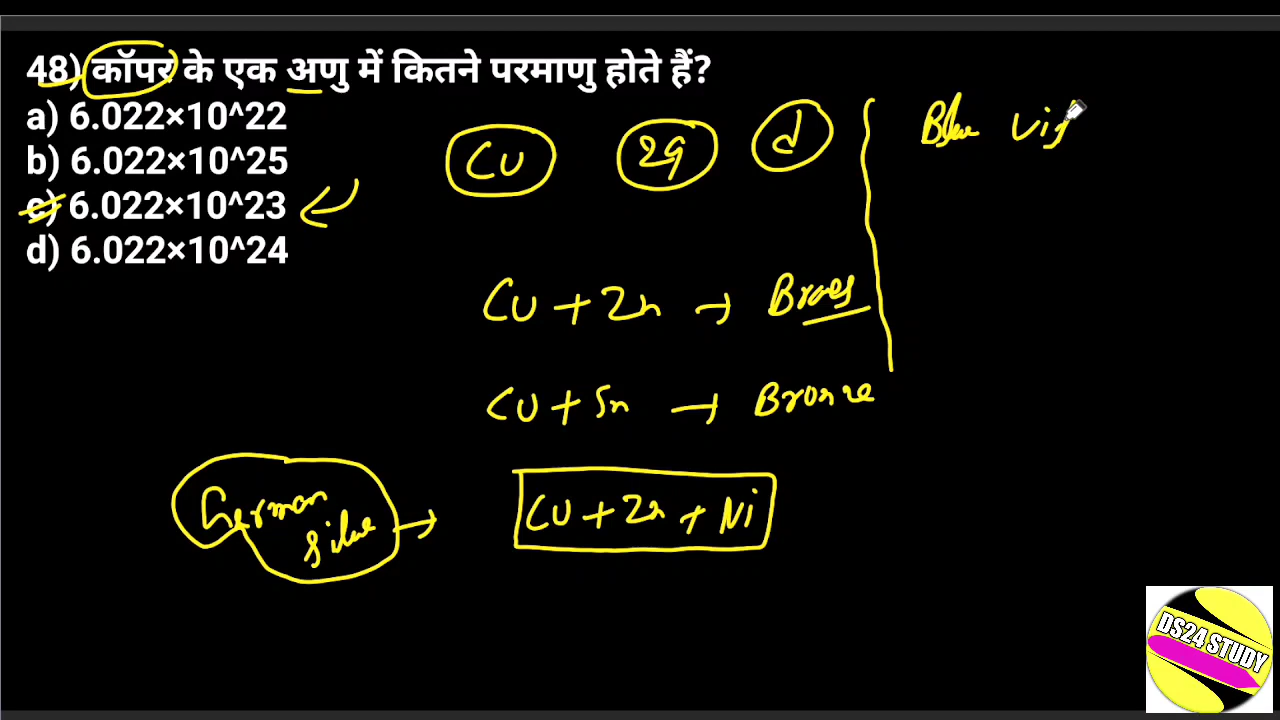 48) कॉपर के एक अणु में कितने परमाणु होते हैं?
a) 6.022×10^22
b) 6.022×10^25
c) 6.022×10^23
d) 6.022×10^24
Cu 29 d
Blue
Cu + Zn → Brass
Cu + Sn → Bronze
German
Silver → Cu + Zn + Ni
DS24 STUDY